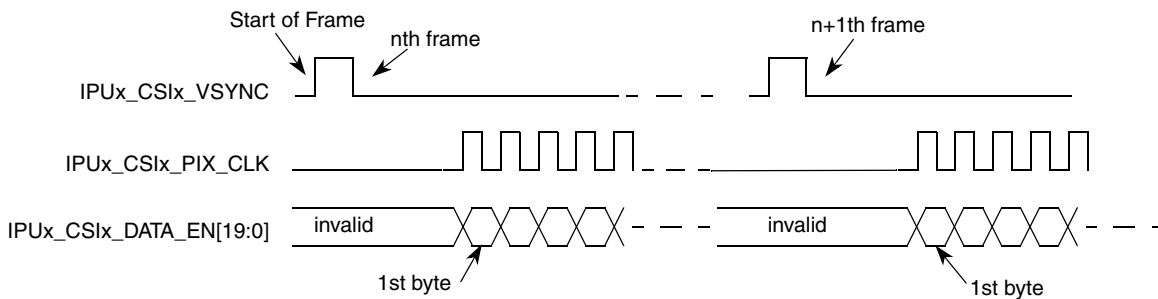 Start of Frame
nth frame
n+1th frame
IPUx_CSIx_VSYNC
IPUx_CSIx_PIX_CLK
IPUx_CSIx_DATA_EN[19:0]
invalid
invalid
1st byte
1st byte